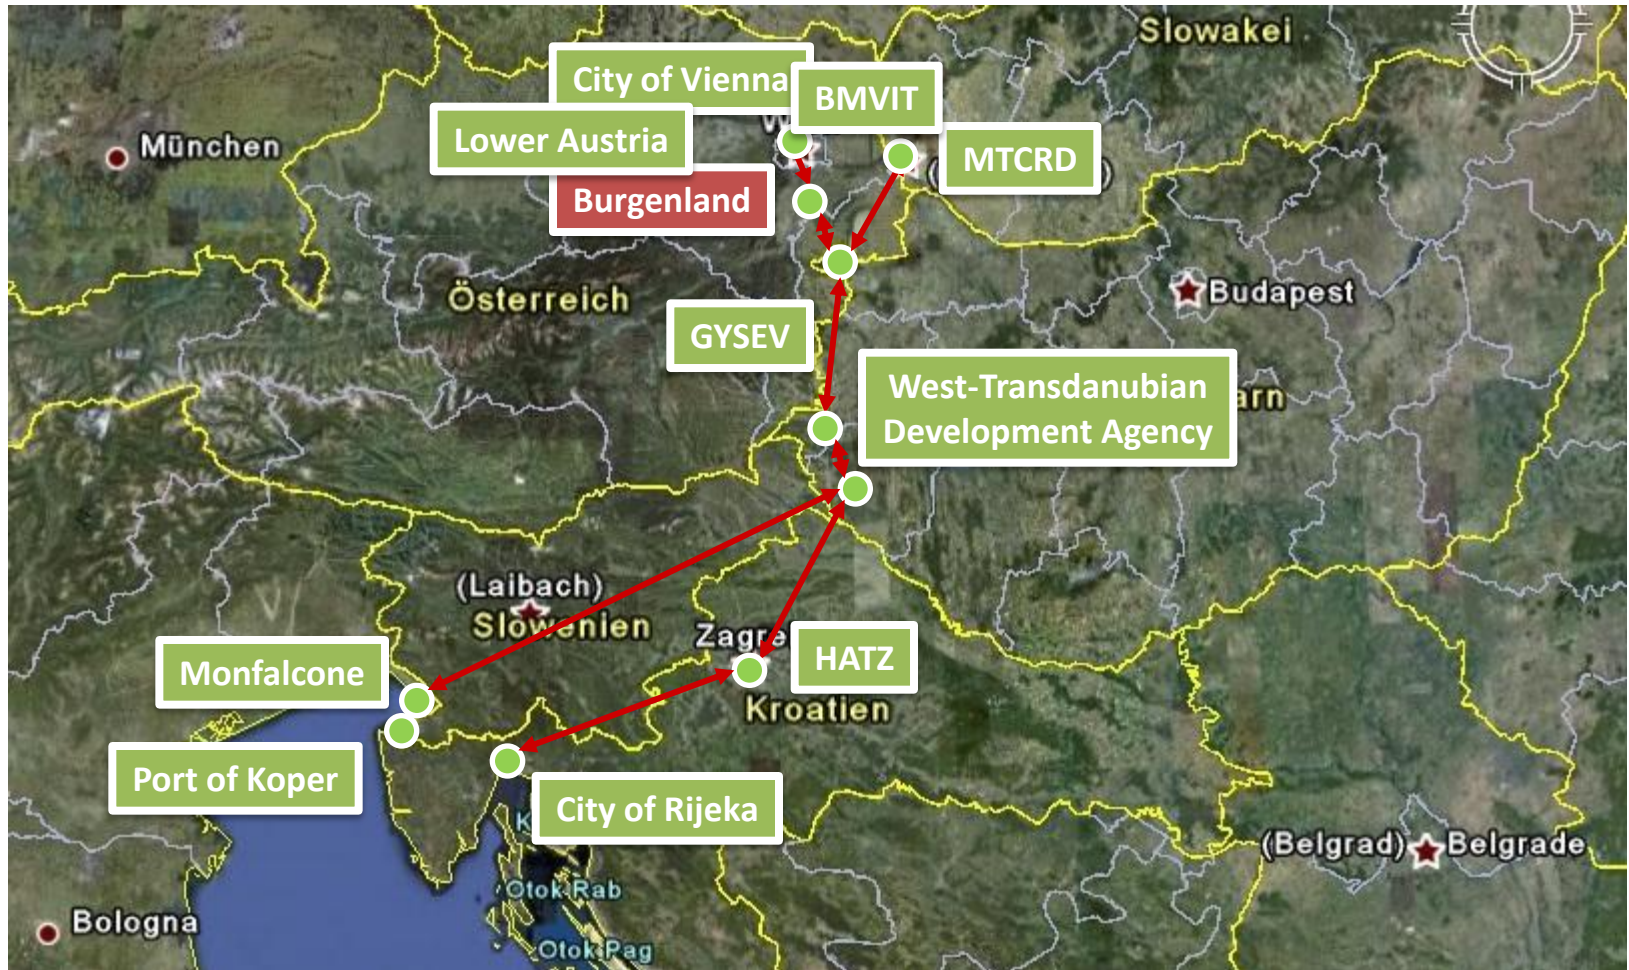 Slowakei
City of Vienna
BMVIT
Lower Austria
MTCRD
München
Burgenland
Österreich
Budapest
GYSEV
West-Transdanubian
Development Agency
(Laibach)
Slowenien
HATZ
Monfalcone
Kroatien
Port of Koper
City of Rijeka
(Belgrad)
Belgrade
Otok Rab
Bologna
Otok Pag